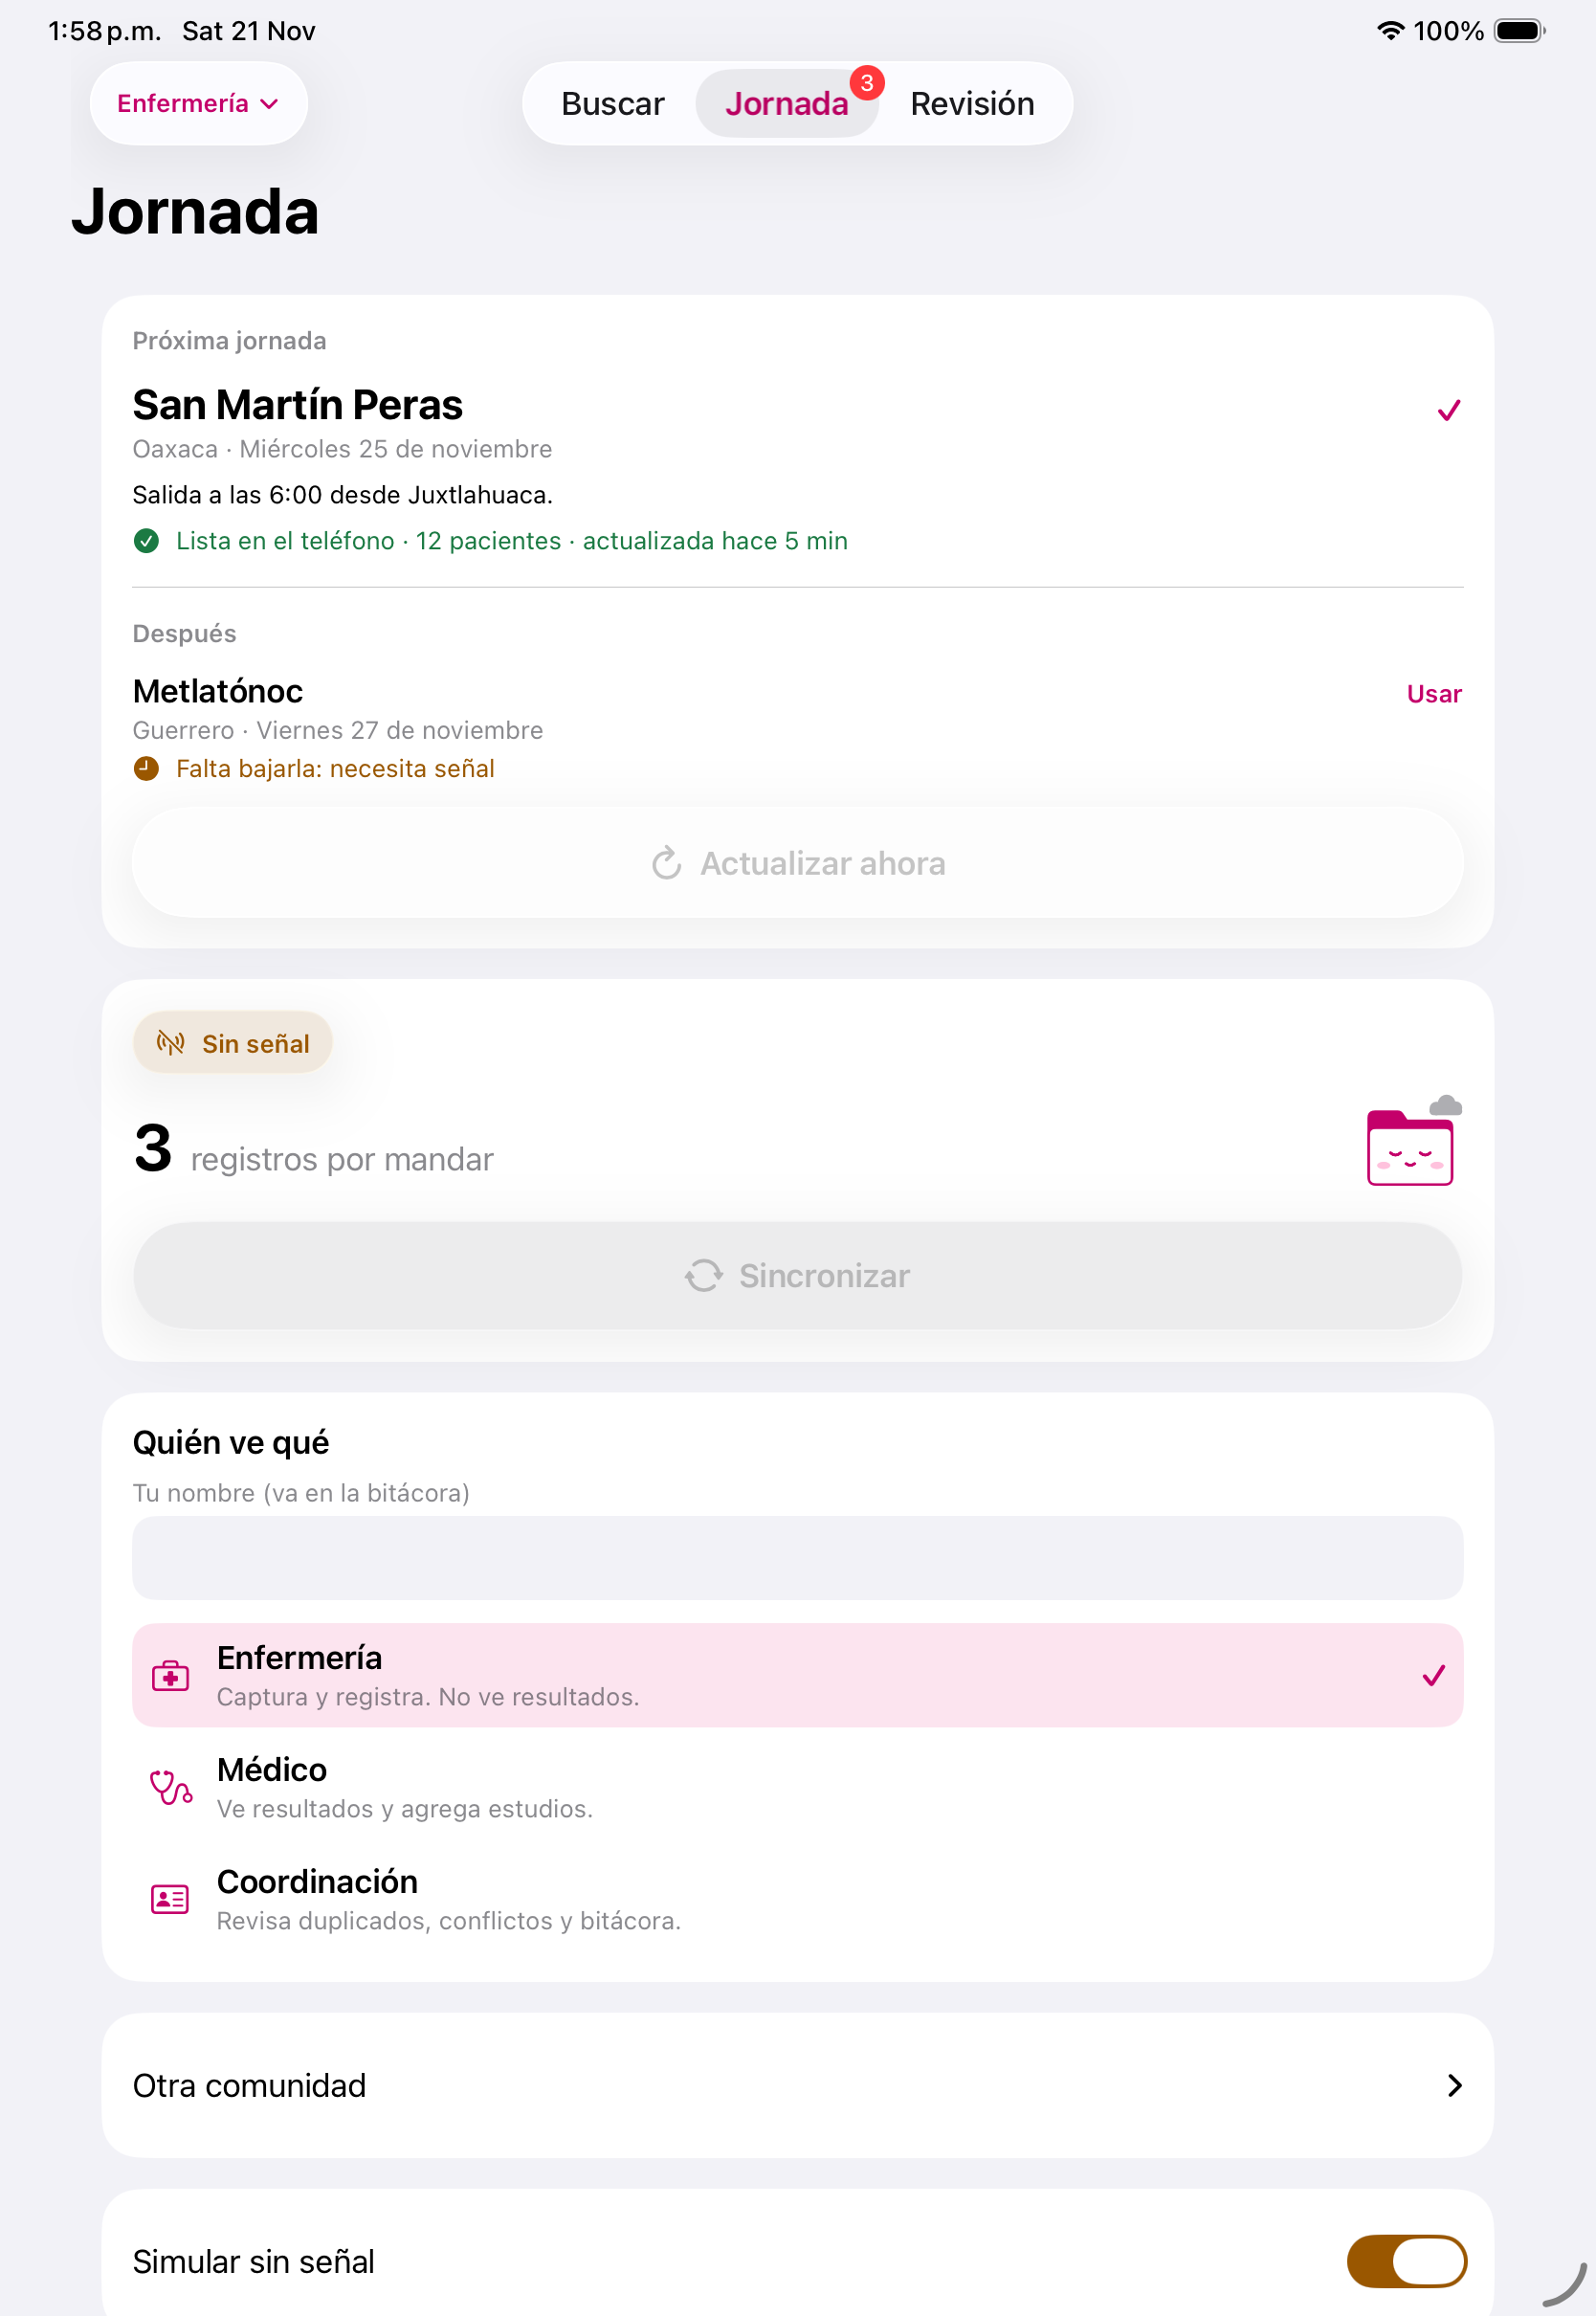 1:58 p.m. Sat 21 Nov
100%
Enfermería
Buscar
Jornada
3
Revisión
Jornada
Próxima jornada
San Martín Peras
Oaxaca · Miércoles 25 de noviembre
Salida a las 6:00 desde Juxtlahuaca.
Lista en el teléfono · 12 pacientes · actualizada hace 5 min
Después
Metlatónoc
Usar
Guerrero · Viernes 27 de noviembre
Falta bajarla: necesita señal
Actualizar ahora
Sin señal
3 registros por mandar
Sincronizar
Quién ve qué
Tu nombre (va en la bitácora)
Enfermería
Captura y registra. No ve resultados.
Médico
Ve resultados y agrega estudios.
Coordinación
Revisa duplicados, conflictos y bitácora.
Otra comunidad
Simular sin señal